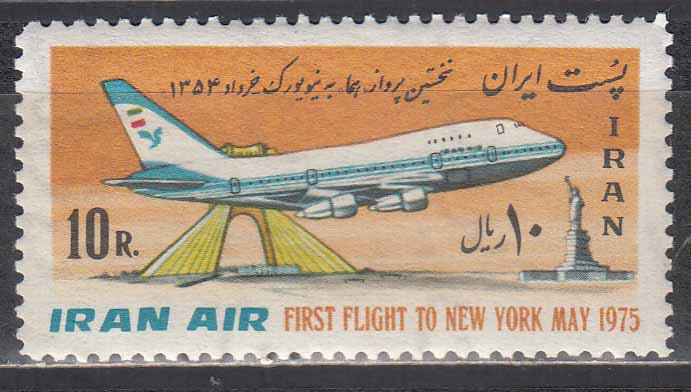 پست ایران
نخستین پرواز هما به نیویورک خرداد ۱۳۵۴
IRAN
10 R.
۱۰ ریال
IRAN AIR FIRST FLIGHT TO NEW YORK MAY 1975